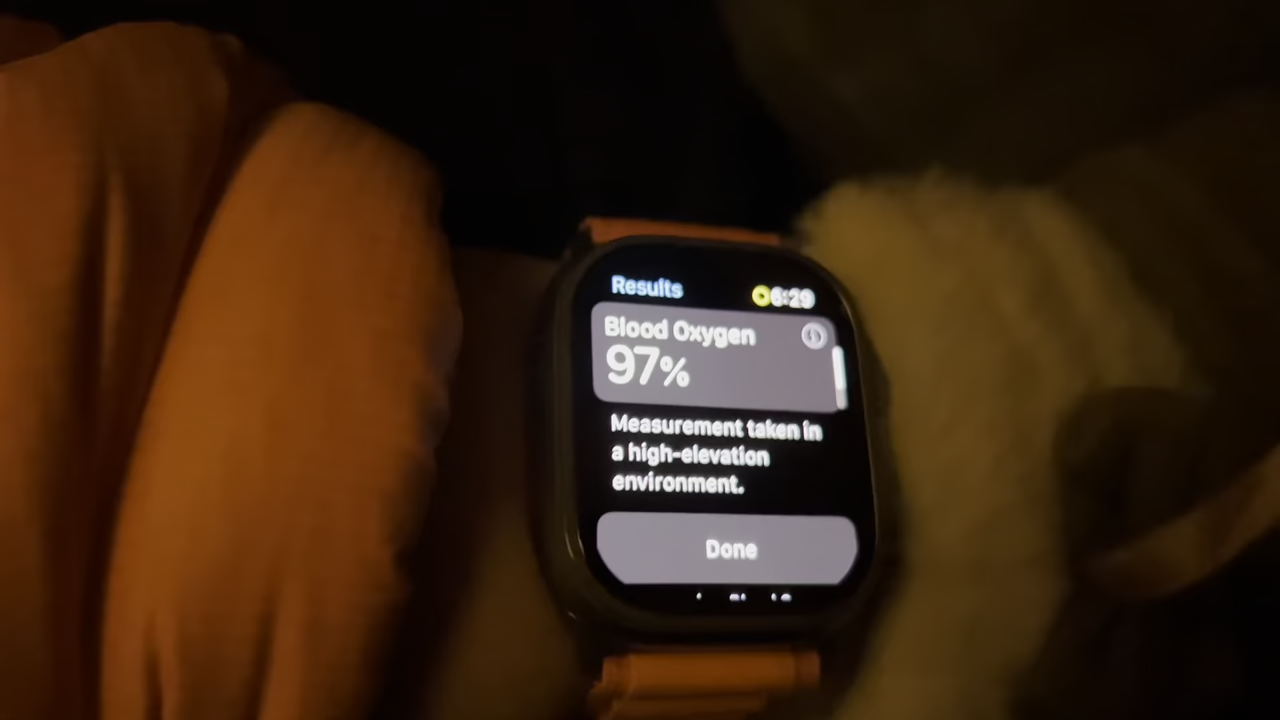 Results
6:29
Blood Oxygen
97%
Measurement taken in
a high-elevation
environment.
Done